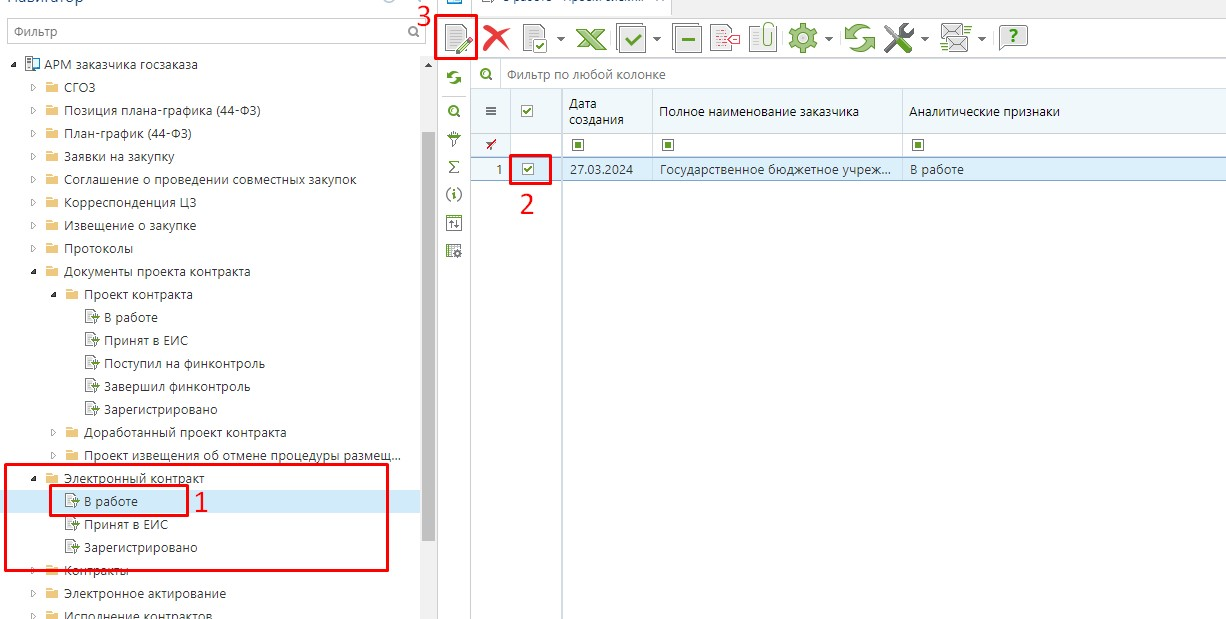 Навигатор
Фильтр
АРМ заказчика госзаказа
СГОЗ
Позиция плана-графика (44-ФЗ)
План-график (44-ФЗ)
Заявки на закупку
Соглашение о проведении совместных закупок
Корреспонденция ЦЗ
Извещение о закупке
Протоколы
Документы проекта контракта
Проект контракта
В работе
Принят в ЕИС
Поступил на финконтроль
Завершил финконтроль
Зарегистрировано
Доработанный проект контракта
Проект извещения об отмене процедуры размещ...
Электронный контракт
В работе
1
Принят в ЕИС
Зарегистрировано
Контракты
Электронное актирование
Исполнение контрактов
3
?
Фильтр по любой колонке
Дата
создания
Полное наименование заказчика
Аналитические признаки
1
27.03.2024
Государственное бюджетное учреж...
В работе
2